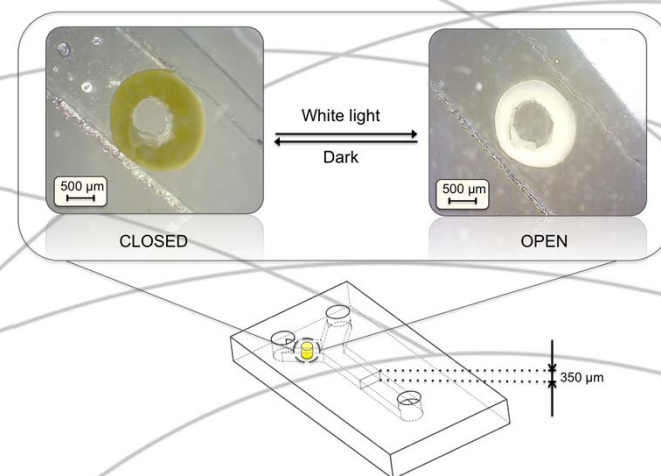 White light
Dark
500 µm
500 µm
CLOSED
OPEN
350 µm